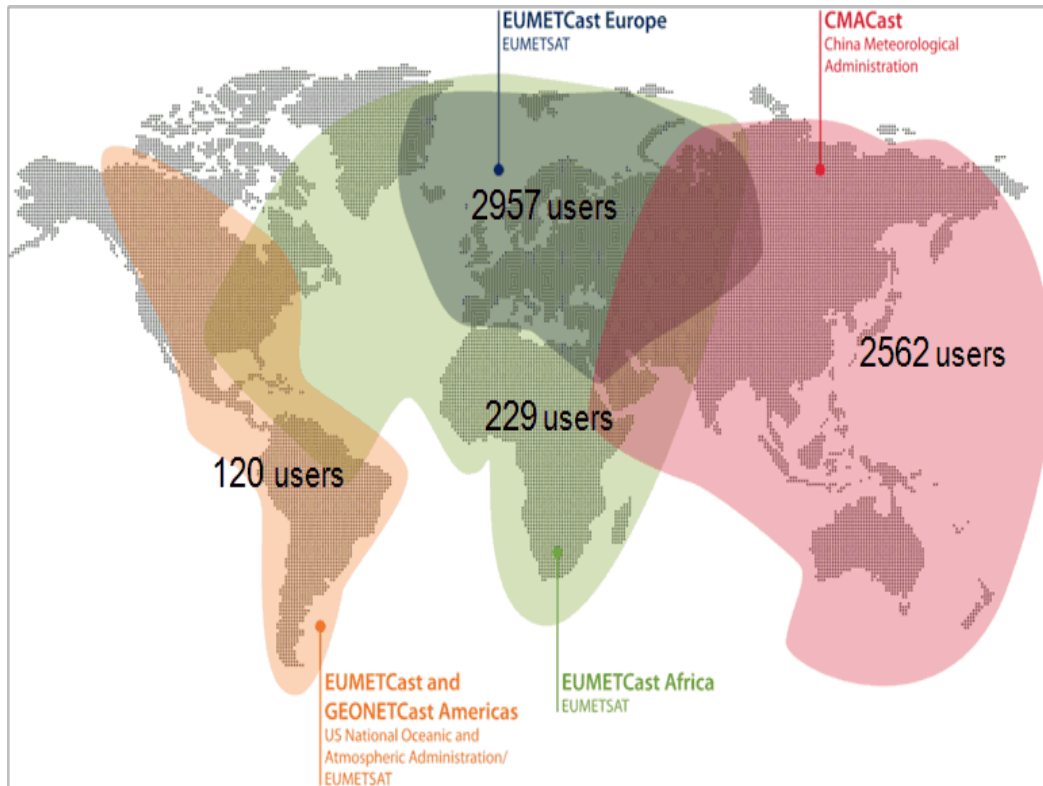 EUMETCast Europe
EUMETSAT
CMACast
China Meteorological
Administration
2957 users
2562 users
229 users
120 users
EUMETCast and
GEONETCast Americas
US National Oceanic and
Atmospheric Administration/
EUMETSAT
EUMETCast Africa
EUMETSAT